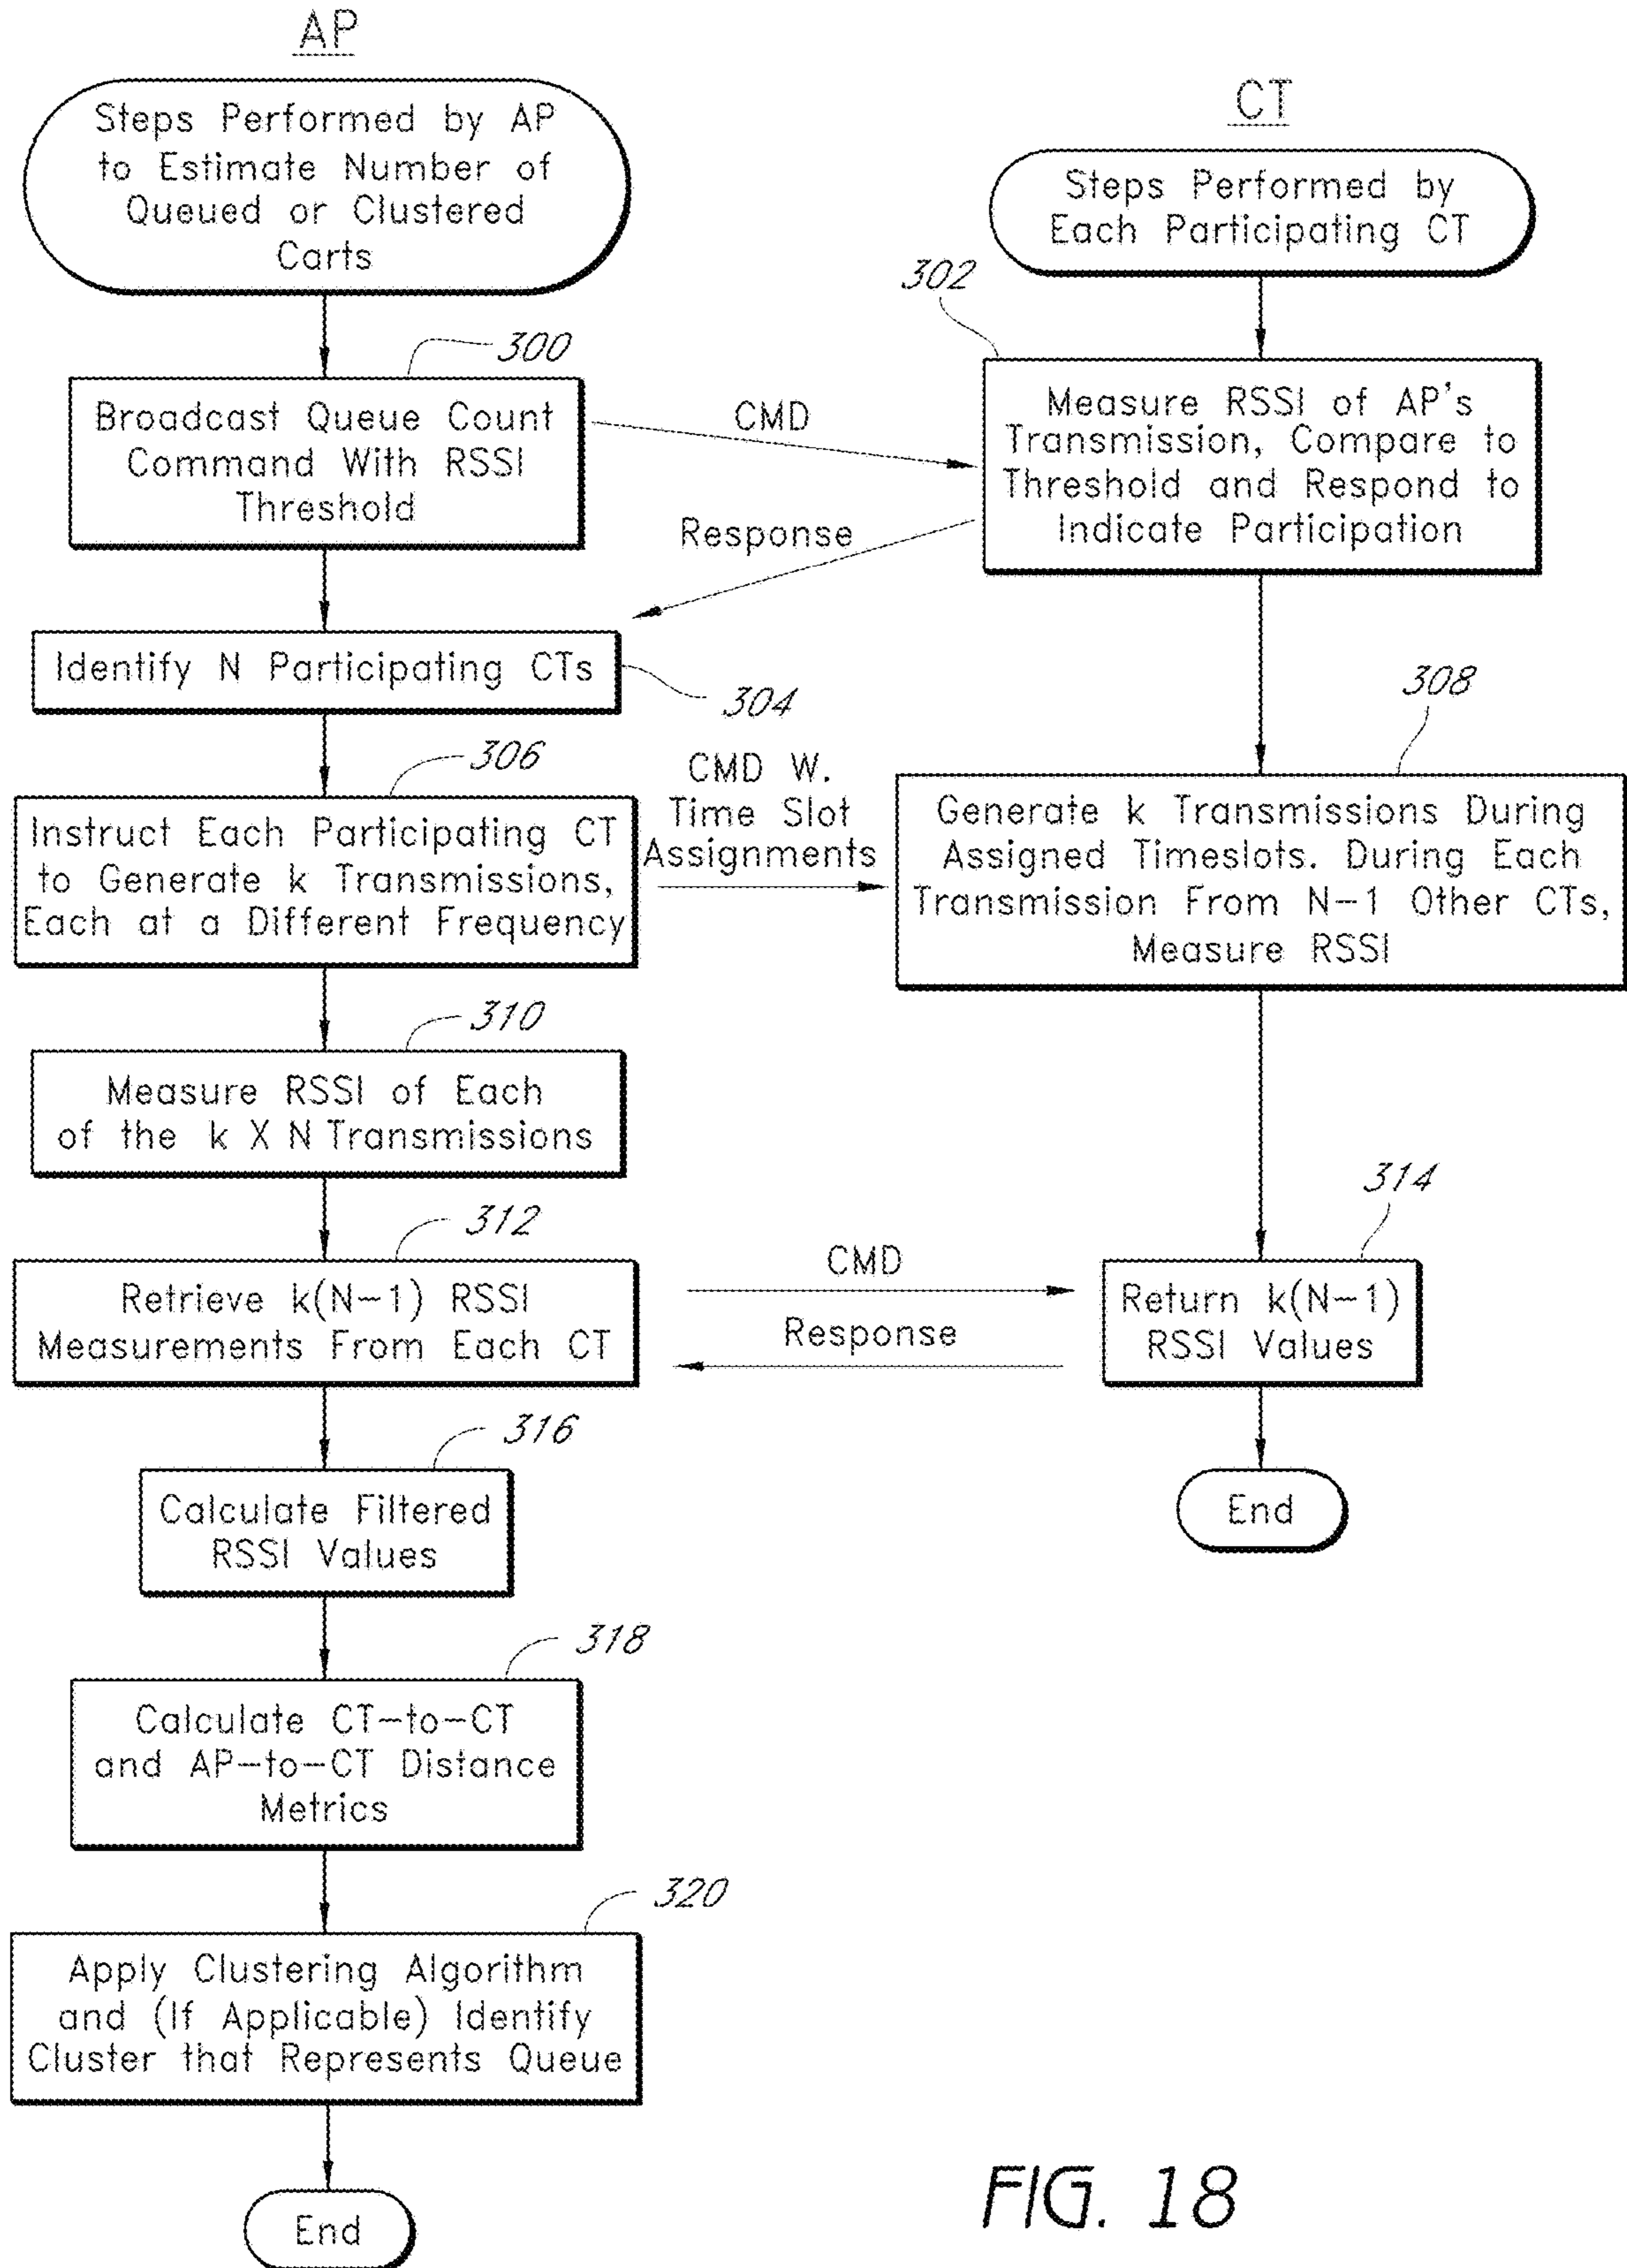 AP
Steps Performed by AP
to Estimate Number of
Queued or Clustered
Carts
CT
Steps Performed by
Each Participating CT
300
Broadcast Queue Count
Command With RSSI
Threshold
CMD
302
Measure RSSI of AP's
Transmission, Compare to
Threshold and Respond to
Indicate Participation
Response
Identify N Participating CTs
304
306
Instruct Each Participating CT
to Generate k Transmissions,
Each at a Different Frequency
CMD W.
Time Slot
Assignments
308
Generate k Transmissions During
Assigned Timeslots. During Each
Transmission From N-1 Other CTs,
Measure RSSI
310
Measure RSSI of Each
of the k X N Transmissions
312
Retrieve k(N-1) RSSI
Measurements From Each CT
CMD
Response
314
Return k(N-1)
RSSI Values
End
316
Calculate Filtered
RSSI Values
318
Calculate CT-to-CT
and AP-to-CT Distance
Metrics
320
Apply Clustering Algorithm
and (If Applicable) Identify
Cluster that Represents Queue
End
FIG. 18